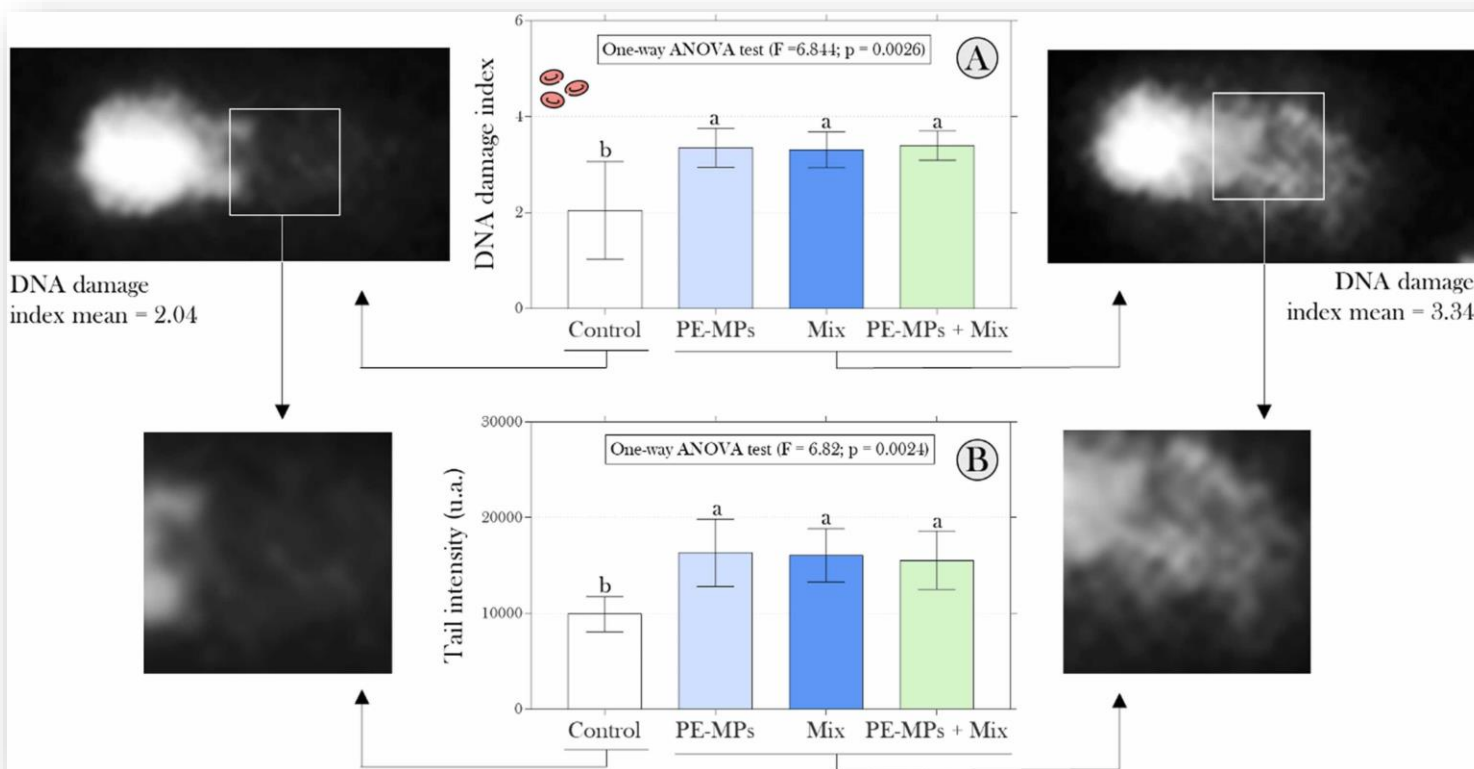 6
One-way ANOVA test (F =6.844; p = 0.0026)
A
DNA damage index
4
2
0
b
a
a
a
Control
PE-MPs
Mix
PE-MPs + Mix
DNA damage
index mean = 2.04
DNA damage
index mean = 3.34
30000
One-way ANOVA test (F = 6.82; p = 0.0024)
B
Tail intensity (u.a.)
20000
10000
0
b
a
a
a
Control
PE-MPs
Mix
PE-MPs + Mix